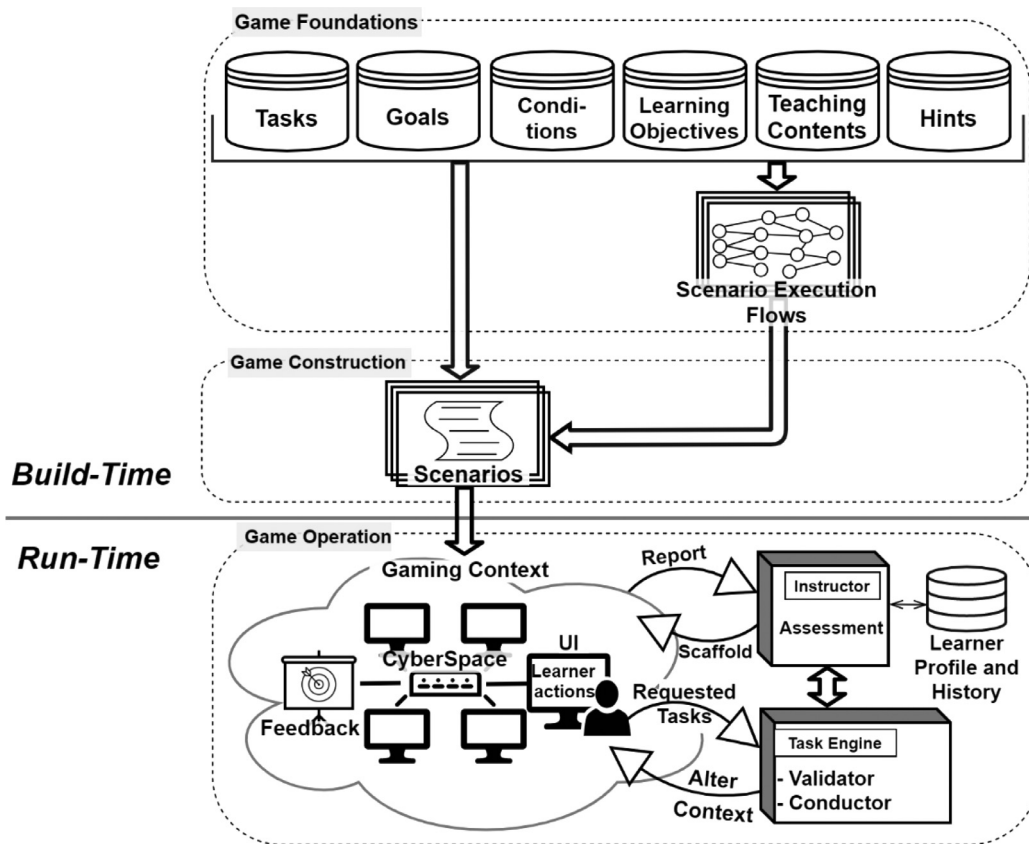 Game Foundations
Tasks
Goals
Condi-
tions
Learning
Objectives
Teaching
Contents
Hints
Scenario Execution
Flows
Game Construction
Scenarios
Build-Time
Run-Time
Game Operation
Gaming Context
Report
Instructor
Assessment
Scaffold
Learner
Profile and
History
CyberSpace
UI
Learner
actions
Feedback
Requested
Tasks
Task Engine
- Validator
- Conductor
Alter
Context